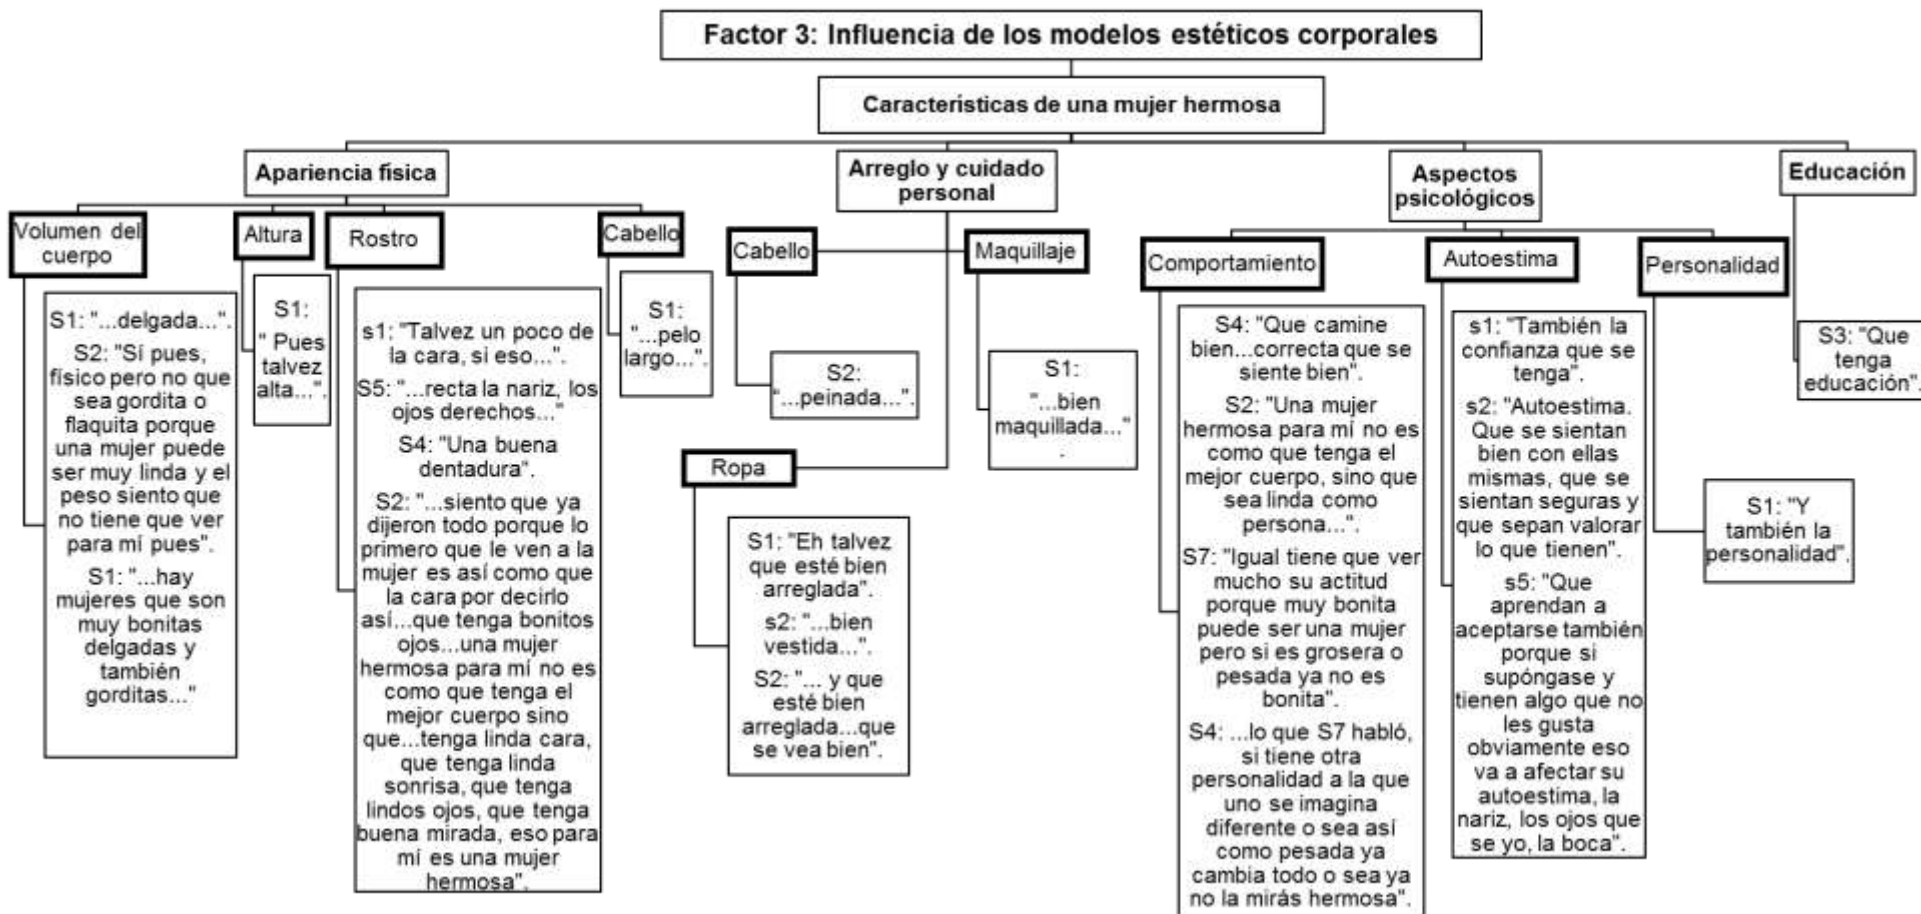 Factor 3: Influencia de los modelos estéticos corporales
Características de una mujer hermosa
Apariencia física
Arreglo y cuidado
personal
Aspectos
psicológicos
Educación
Volumen del
cuerpo
Altura
Rostro
Cabello
Cabello
Maquillaje
Ropa
Comportamiento
Autoestima
Personalidad
S1: "...delgada...".
S2: "Sí pues,
físico pero no que
sea gordita o
flaquita porque
una mujer puede
ser muy linda y el
peso siento que
no tiene que ver
para mí pues".
S1: "...hay
mujeres que son
muy bonitas
delgadas y
también
gorditas..."
S1:
" Pues
talvez
alta...".
s1: "Talvez un poco de
la cara, si eso...".
S5: "...recta la nariz, los
ojos derechos..."
S4: "Una buena
dentadura".
S2: "...siento que ya
dijeron todo porque lo
primero que le ven a la
mujer es así como que
la cara por decirlo
así...que tenga bonitos
ojos...una mujer
hermosa para mí no es
como que tenga el
mejor cuerpo sino
que...tenga linda cara,
que tenga linda
sonrisa, que tenga
lindos ojos, que tenga
buena mirada, eso para
mí es una mujer
hermosa".
S1:
"...pelo
largo...".
S2:
"...peinada...".
S1:
"...bien
maquillada..."
.
S1: "Eh talvez
que esté bien
arreglada".
s2: "...bien
vestida...".
S2: "... y que
esté bien
arreglada...que
se vea bien".
S4: "Que camine
bien...correcta que se
siente bien".
S2: "Una mujer
hermosa para mí no es
como que tenga el
mejor cuerpo, sino que
sea linda como
persona...".
S7: "Igual tiene que ver
mucho su actitud
porque muy bonita
puede ser una mujer
pero si es grosera o
pesada ya no es
bonita".
S4: ...lo que S7 habló,
si tiene otra
personalidad a la que
uno se imagina
diferente o sea así
como pesada ya
cambia todo o sea ya
no la mirás hermosa".
s1: "También la
confianza que se
tenga".
s2: "Autoestima.
Que se sientan
bien con ellas
mismas, que se
sientan seguras y
que sepan valorar
lo que tienen".
s5: "Que
aprendan a
aceptarse también
porque si
supóngase y
tienen algo que no
les gusta
obviamente eso
va a afectar su
autoestima, la
nariz, los ojos que
se yo, la boca".
S1: "Y
también la
personalidad".
S3: "Que
tenga
educación".